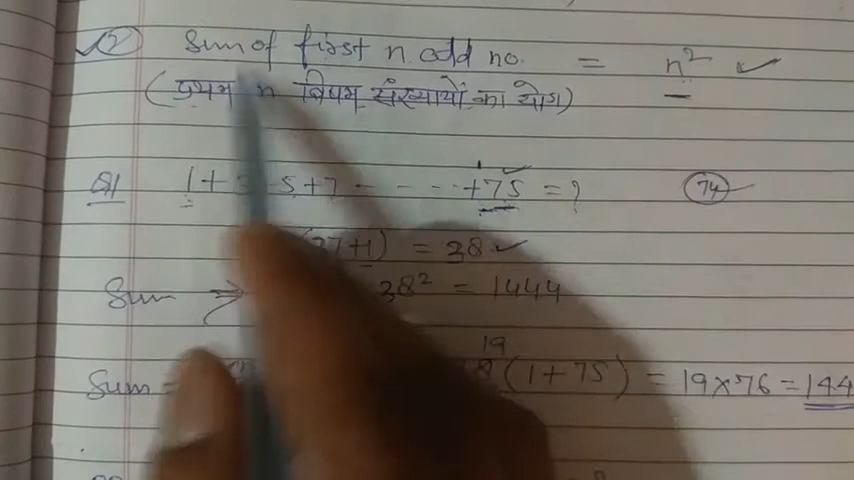 (2) Sum of first n odd no. = n²
(प्रथम n विषम संख्यायों का योग)
Q1 1 + 5 + 7 - - - - - + 75 = ? 74
(37+1) = 38
Sum ⇒ 38² = 1444
Sum = 19 (1 + 75) = 19 × 76 = 144